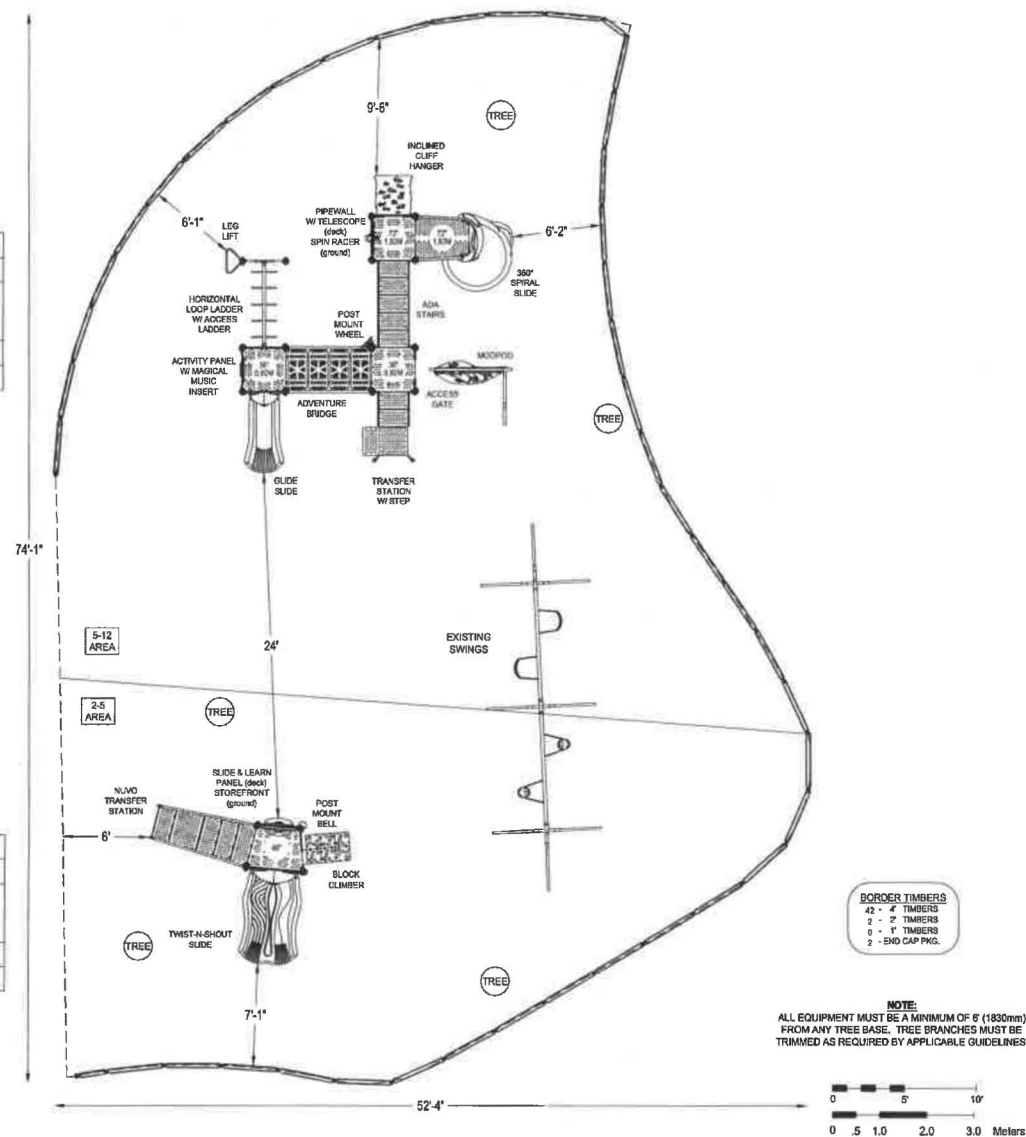 9'-6"
TREE
INCLINED
CLIFF
HANGER
6'-1"
LEG
LIFT
PIPEWALL
W/ TELESCOPE
(deck)
SPIN RACER
(ground)
72"
1.83M
72"
1.83M
6'-2"
360°
SPIRAL
SLIDE
HORIZONTAL
LOOP LADDER
W/ ACCESS
LADDER
POST
MOUNT
WHEEL
ADA
STAIRS
ACTIVITY PANEL
W/ MAGICAL
MUSIC
INSERT
MODPOD
ADVENTURE
BRIDGE
ACCESS
GATE
TREE
GLIDE
SLIDE
TRANSFER
STATION
W/ STEP
74'-1"
5-12
AREA
24'
EXISTING
SWINGS
2-5
AREA
TREE
SLIDE & LEARN
PANEL (deck)
STOREFRONT
(ground)
NUVO
TRANSFER
STATION
POST
MOUNT
BELL
6'
BLOCK
CLIMBER
TWIST-N-SHOUT
SLIDE
TREE
TREE
7'-1"
52'-4"
BORDER TIMBERS
42 - 4' TIMBERS
2 - 2' TIMBERS
0 - 1' TIMBERS
2 - END CAP PKG.
NOTE:
ALL EQUIPMENT MUST BE A MINIMUM OF 6' (1830mm)
FROM ANY TREE BASE. TREE BRANCHES MUST BE
TRIMMED AS REQUIRED BY APPLICABLE GUIDELINES
0 5' 10'
0 .5 1.0 2.0 3.0 Meters